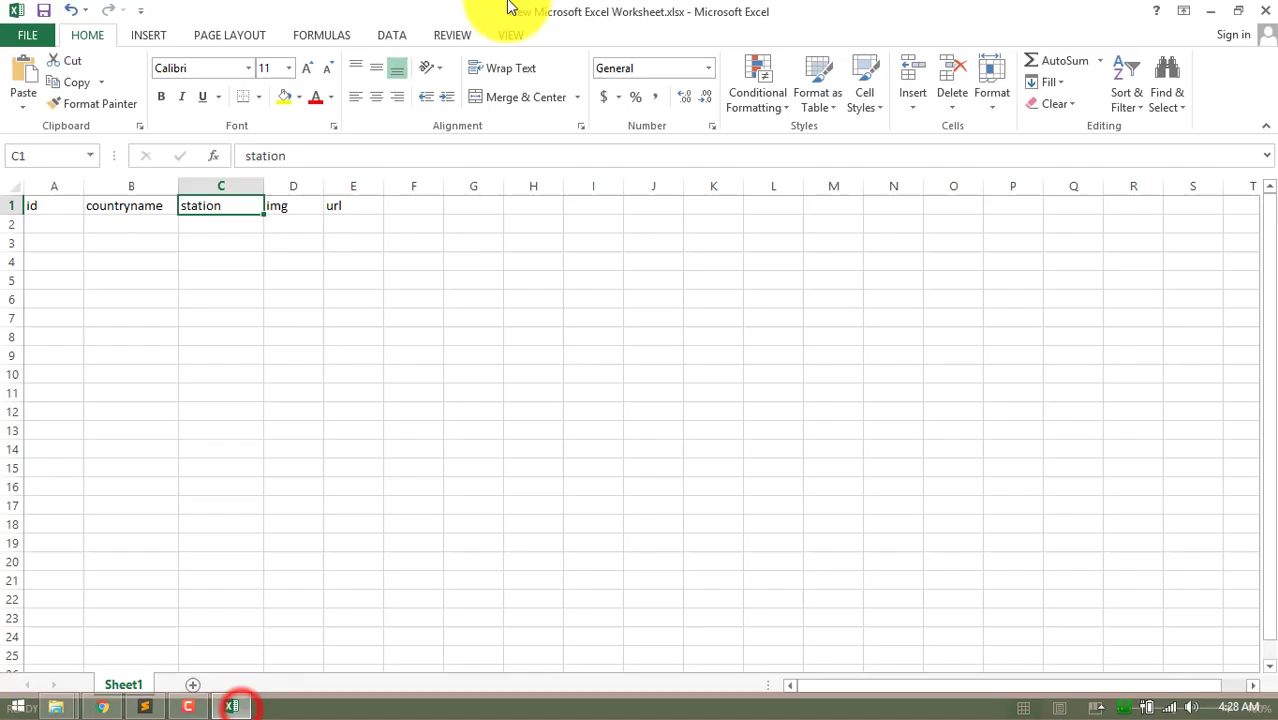 ew Microsoft Excel Worksheet.xlsx - Microsoft Excel
?
FILE HOME INSERT PAGE LAYOUT FORMULAS DATA REVIEW VIEW Sign in
Paste Cut Copy Format Painter
Calibri 11
B I U A
Wrap Text
Merge & Center
General
$ % ,
Conditional Formatting Format as Table Cell Styles
Insert Delete Format
AutoSum Fill Clear
Sort & Filter Find & Select
Clipboard Font Alignment Number Styles Cells Editing
C1 fx station
A B C D E F G H I J K L M N O P Q R S T
1 id countryname station img url
2
3
4
5
6
7
8
9
10
11
12
13
14
15
16
17
18
19
20
21
22
23
24
25
Sheet1
4:28 AM